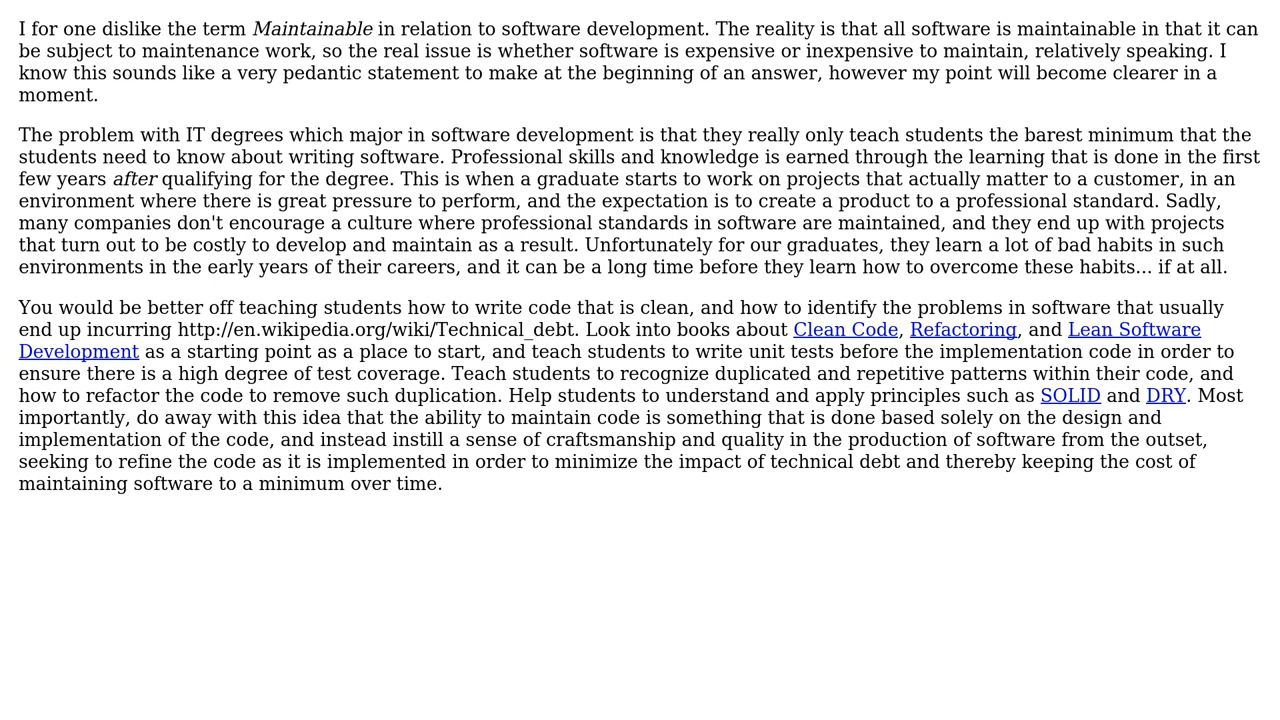 I for one dislike the term Maintainable in relation to software development. The reality is that all software is maintainable in that it can
be subject to maintenance work, so the real issue is whether software is expensive or inexpensive to maintain, relatively speaking. I
know this sounds like a very pedantic statement to make at the beginning of an answer, however my point will become clearer in a
moment.
The problem with IT degrees which major in software development is that they really only teach students the barest minimum that the
students need to know about writing software. Professional skills and knowledge is earned through the learning that is done in the first
few years after qualifying for the degree. This is when a graduate starts to work on projects that actually matter to a customer, in an
environment where there is great pressure to perform, and the expectation is to create a product to a professional standard. Sadly,
many companies don't encourage a culture where professional standards in software are maintained, and they end up with projects
that turn out to be costly to develop and maintain as a result. Unfortunately for our graduates, they learn a lot of bad habits in such
environments in the early years of their careers, and it can be a long time before they learn how to overcome these habits... if at all.
You would be better off teaching students how to write code that is clean, and how to identify the problems in software that usually
end up incurring http://en.wikipedia.org/wiki/Technical_debt. Look into books about Clean Code, Refactoring, and Lean Software
Development as a starting point as a place to start, and teach students to write unit tests before the implementation code in order to
ensure there is a high degree of test coverage. Teach students to recognize duplicated and repetitive patterns within their code, and
how to refactor the code to remove such duplication. Help students to understand and apply principles such as SOLID and DRY. Most
importantly, do away with this idea that the ability to maintain code is something that is done based solely on the design and
implementation of the code, and instead instill a sense of craftsmanship and quality in the production of software from the outset,
seeking to refine the code as it is implemented in order to minimize the impact of technical debt and thereby keeping the cost of
maintaining software to a minimum over time.